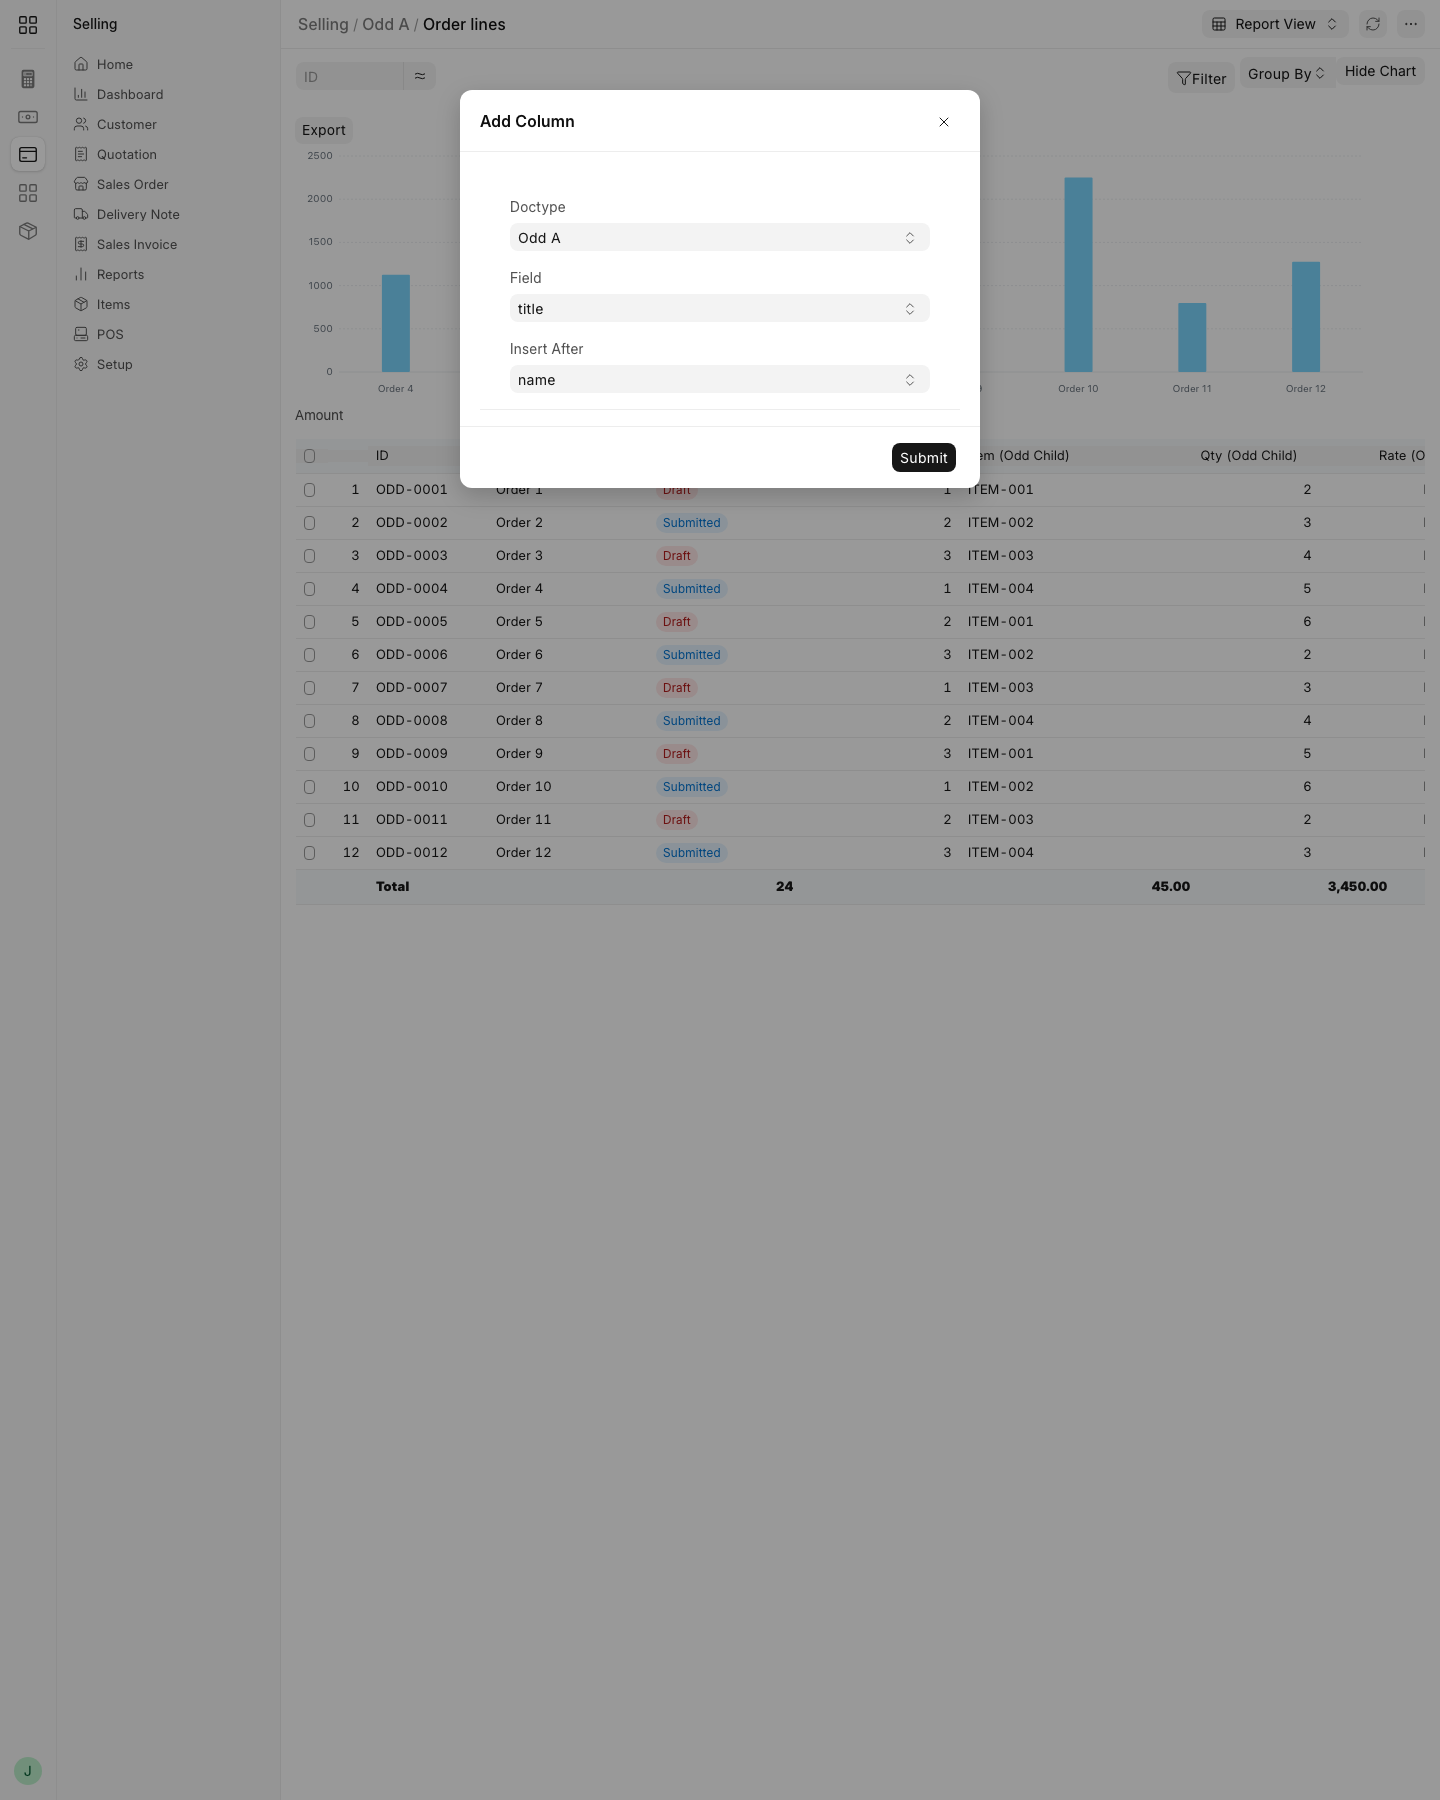 Selling
Home
Dashboard
Customer
Quotation
Sales Order
Delivery Note
Sales Invoice
Reports
Items
POS
Setup
J
Selling / Odd A / Order lines
Report View
ID ≈
Filter
Group By
Hide Chart
Export
2500
2000
1500
1000
500
0
Order 4 Order 10 Order 11 Order 12
Amount
Add Column
Doctype
Odd A
Field
title
Insert After
name
Submit
ID em (Odd Child) Qty (Odd Child) Rate (O
1 ODD-0001 Order 1 Draft 1 ITEM-001 2
2 ODD-0002 Order 2 Submitted 2 ITEM-002 3
3 ODD-0003 Order 3 Draft 3 ITEM-003 4
4 ODD-0004 Order 4 Submitted 1 ITEM-004 5
5 ODD-0005 Order 5 Draft 2 ITEM-001 6
6 ODD-0006 Order 6 Submitted 3 ITEM-002 2
7 ODD-0007 Order 7 Draft 1 ITEM-003 3
8 ODD-0008 Order 8 Submitted 2 ITEM-004 4
9 ODD-0009 Order 9 Draft 3 ITEM-001 5
10 ODD-0010 Order 10 Submitted 1 ITEM-002 6
11 ODD-0011 Order 11 Draft 2 ITEM-003 2
12 ODD-0012 Order 12 Submitted 3 ITEM-004 3
Total 24 45.00 3,450.00